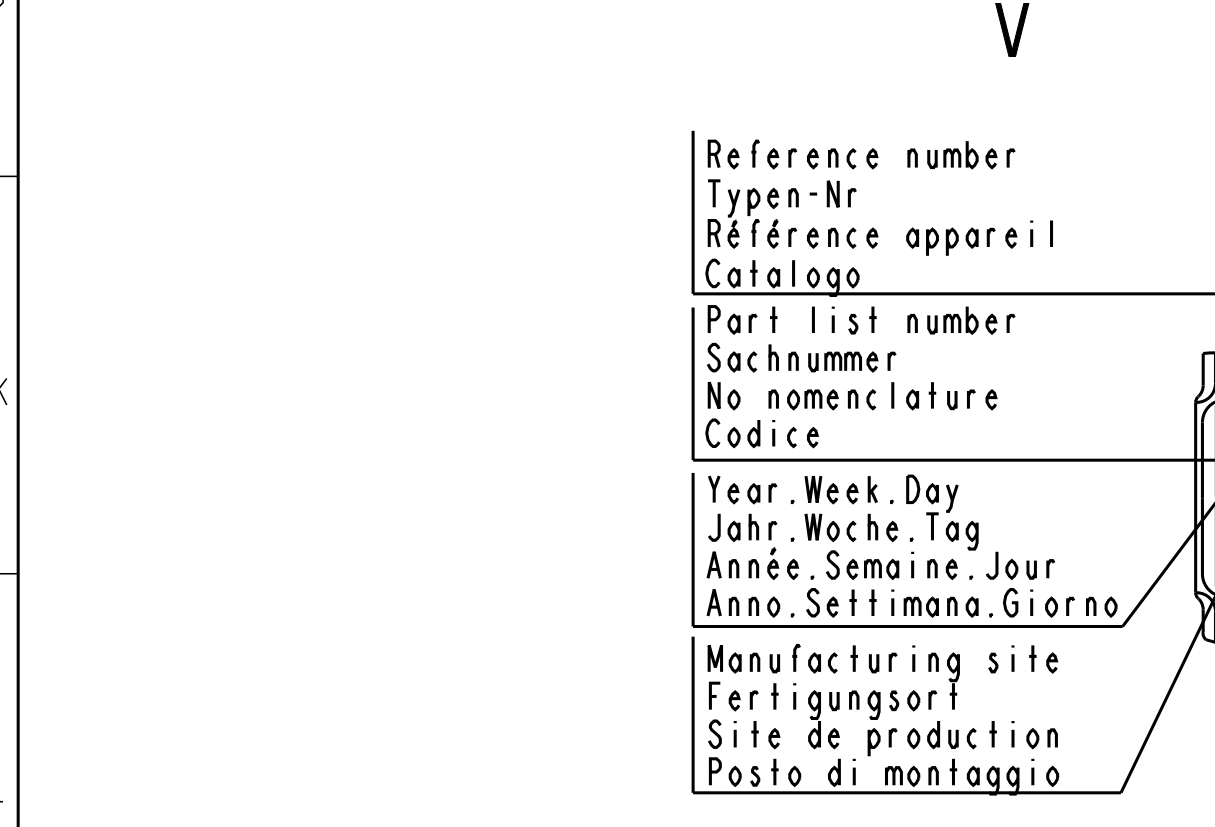 V
Reference number
Typen-Nr
Référence appareil
Catalogo
Part list number
Sachnummer
No nomenclature
Codice
Year.Week.Day
Jahr.Woche.Tag
Année.Semaine.Jour
Anno.Settimana.Giorno
Manufacturing site
Fertigungsort
Site de production
Posto di montaggio